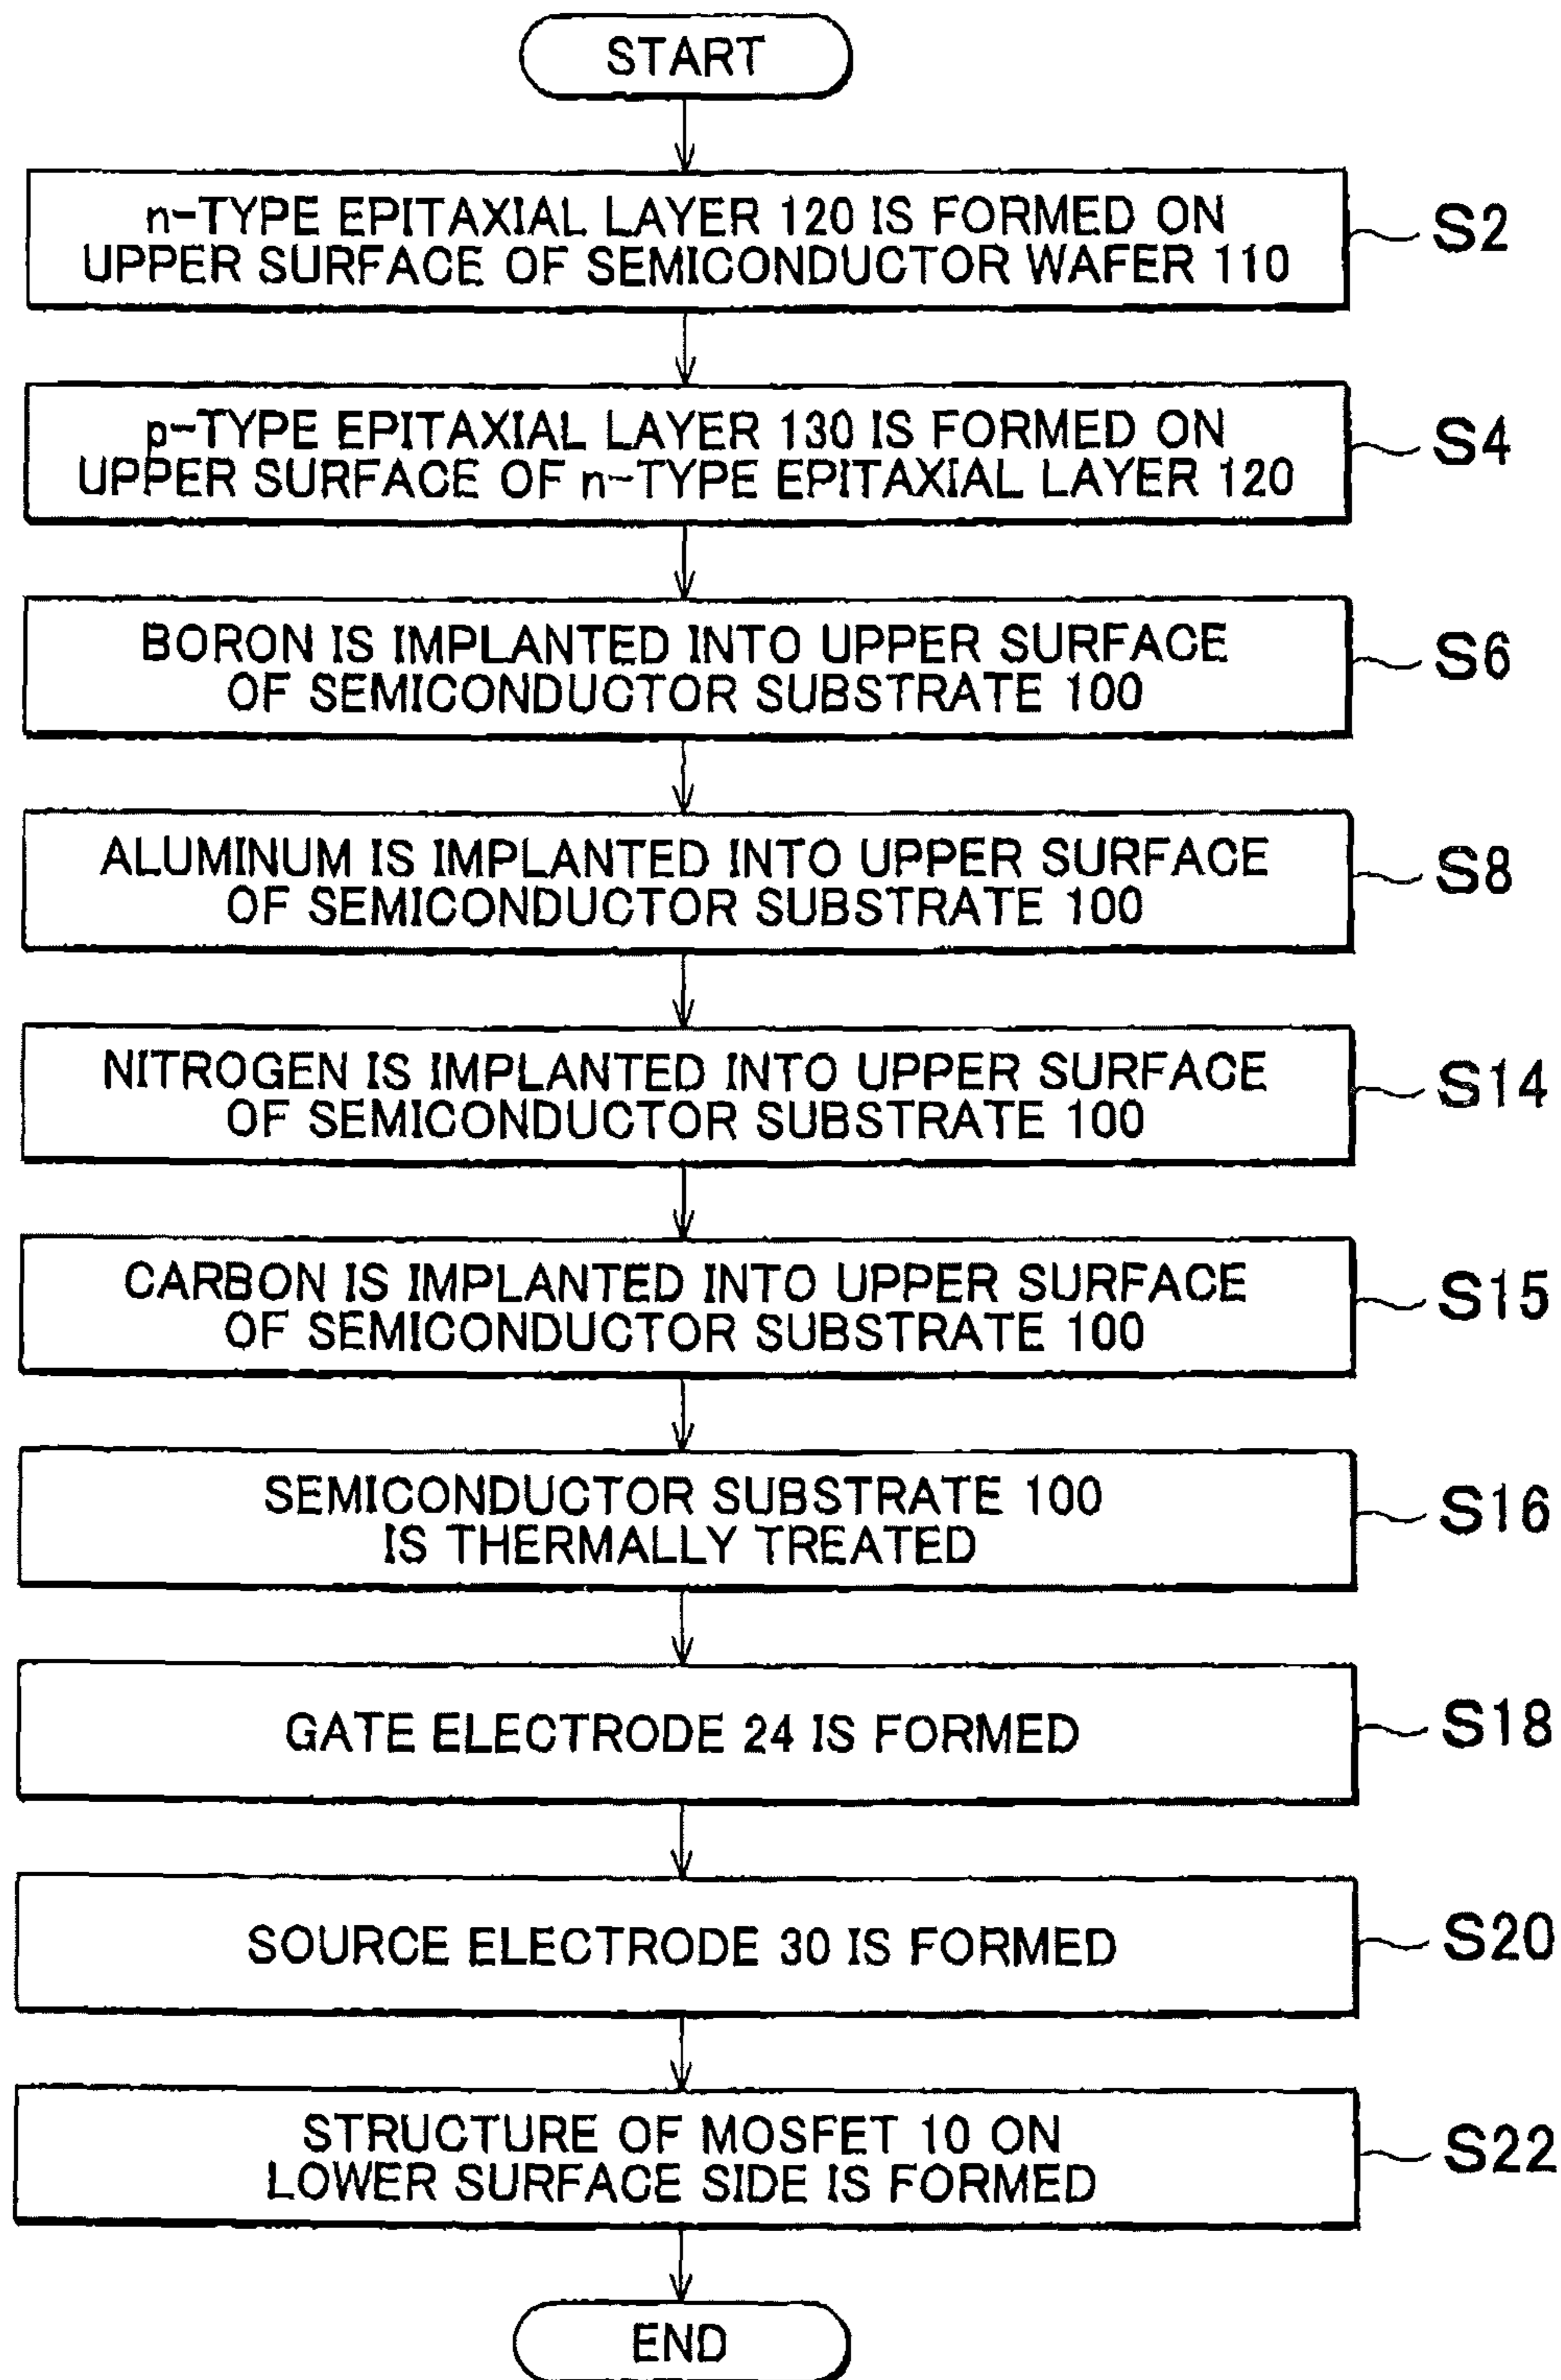 START
n-TYPE EPITAXIAL LAYER 120 IS FORMED ON
UPPER SURFACE OF SEMICONDUCTOR WAFER 110
S2
p-TYPE EPITAXIAL LAYER 130 IS FORMED ON
UPPER SURFACE OF n-TYPE EPITAXIAL LAYER 120
S4
BORON IS IMPLANTED INTO UPPER SURFACE
OF SEMICONDUCTOR SUBSTRATE 100
S6
ALUMINUM IS IMPLANTED INTO UPPER SURFACE
OF SEMICONDUCTOR SUBSTRATE 100
S8
NITROGEN IS IMPLANTED INTO UPPER SURFACE
OF SEMICONDUCTOR SUBSTRATE 100
S14
CARBON IS IMPLANTED INTO UPPER SURFACE
OF SEMICONDUCTOR SUBSTRATE 100
S15
SEMICONDUCTOR SUBSTRATE 100
IS THERMALLY TREATED
S16
GATE ELECTRODE 24 IS FORMED
S18
SOURCE ELECTRODE 30 IS FORMED
S20
STRUCTURE OF MOSFET 10 ON
LOWER SURFACE SIDE IS FORMED
S22
END